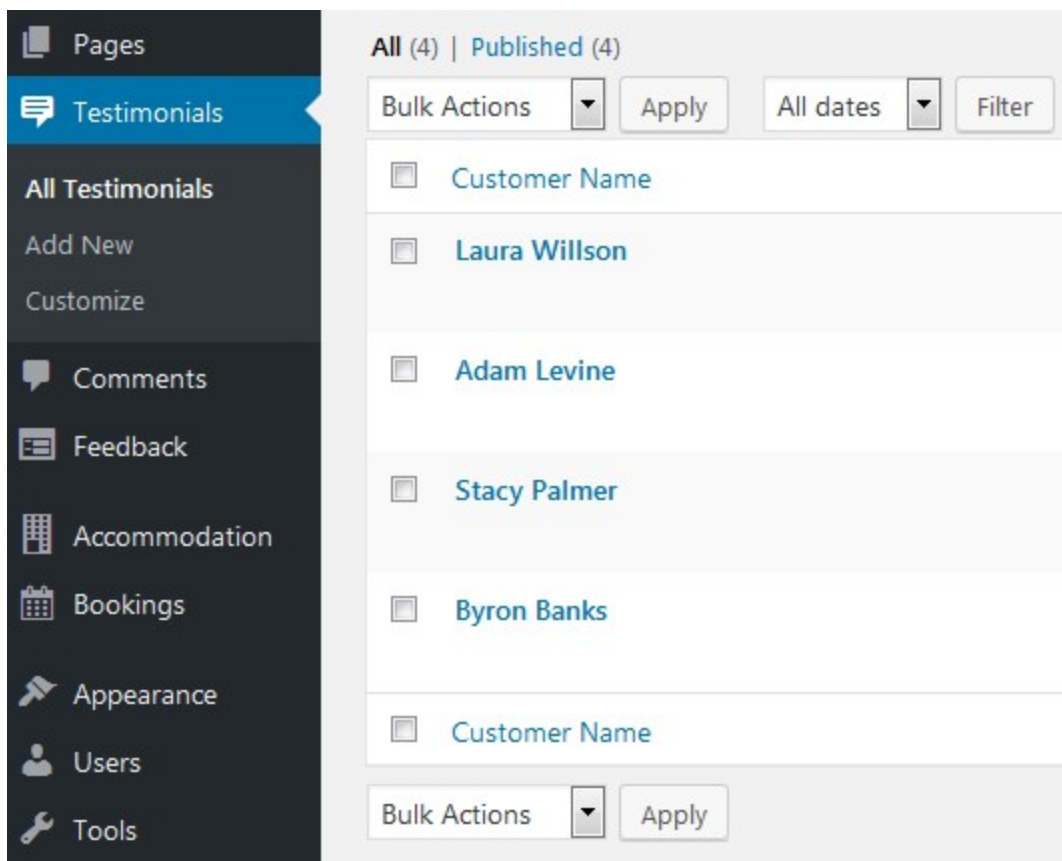 Pages
Testimonials
All Testimonials
Add New
Customize
Comments
Feedback
Accommodation
Bookings
Appearance
Users
Tools
All (4) | Published (4)
Bulk Actions Apply All dates Filter
Customer Name
Laura Willson
Adam Levine
Stacy Palmer
Byron Banks
Customer Name
Bulk Actions Apply